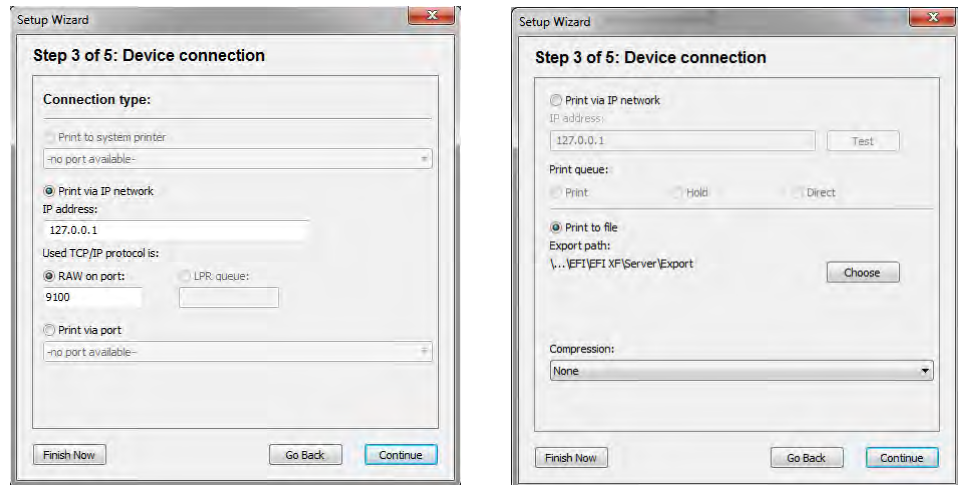 Setup Wizard
Step 3 of 5: Device connection
Connection type:
Print to system printer
-no port available-
Print via IP network
IP address:
127.0.0.1
Used TCP/IP protocol is:
RAW on port:
LPR queue:
9100
Print via port
-no port available-
Finish Now
Go Back
Continue
Setup Wizard
Step 3 of 5: Device connection
Print via IP network
IP address:
127.0.0.1
Test
Print queue:
Print
Hold
Direct
Print to file
Export path:
\...\EFI\EFI XF\Server\Export
Choose
Compression:
None
Finish Now
Go Back
Continue